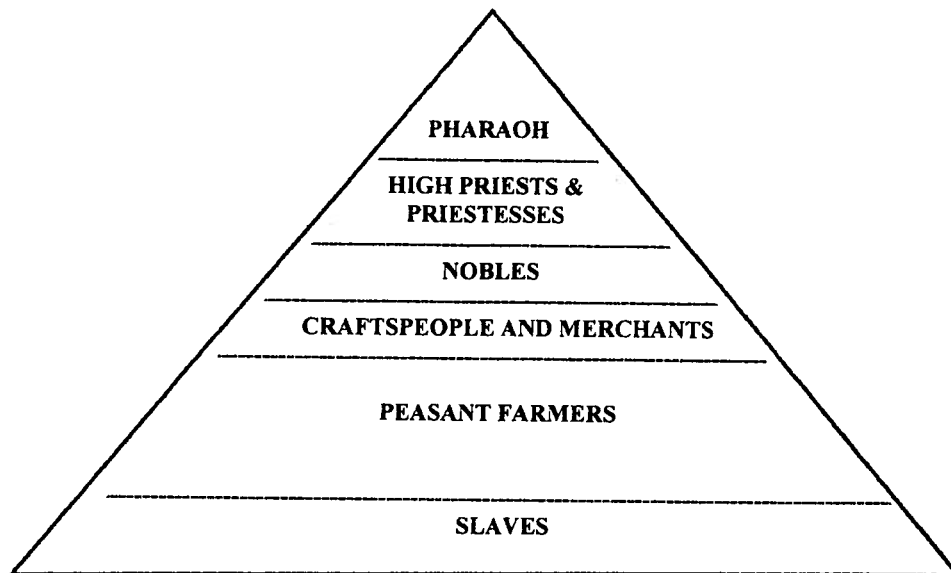 PHARAOH
HIGH PRIESTS &
PRIESTESSES
NOBLES
CRAFTSPEOPLE AND MERCHANTS
PEASANT FARMERS
SLAVES